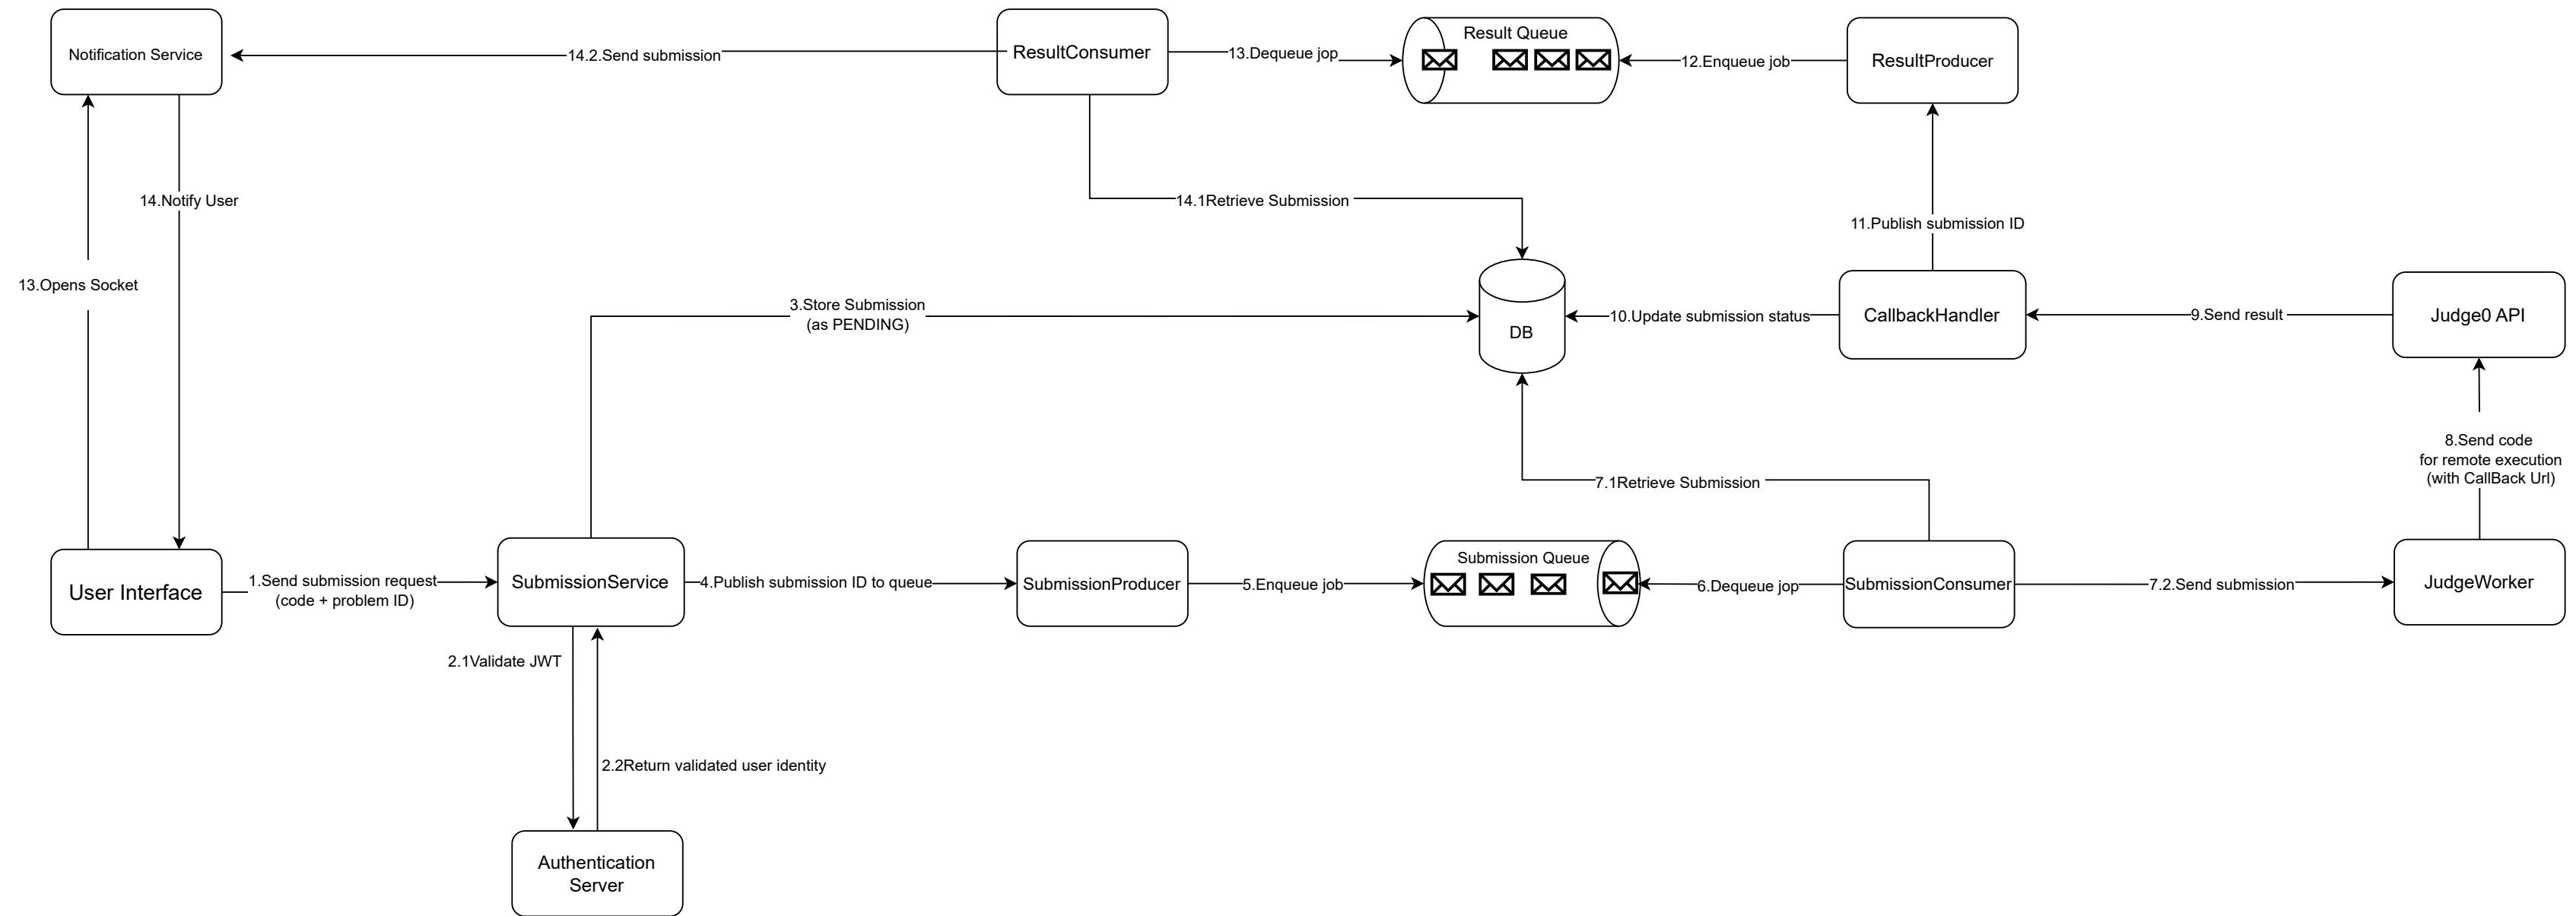 Notification Service
14.2.Send submission
ResultConsumer
13.Dequeue jop
Result Queue
12.Enqueue job
ResultProducer
14.Notify User
14.1Retrieve Submission
11.Publish submission ID
13.Opens Socket
3.Store Submission
(as PENDING)
DB
10.Update submission status
CallbackHandler
9.Send result
Judge0 API
8.Send code
for remote execution
(with CallBack Url)
7.1Retrieve Submission
User Interface
1.Send submission request
(code + problem ID)
SubmissionService
4.Publish submission ID to queue
SubmissionProducer
5.Enqueue job
Submission Queue
6.Dequeue jop
SubmissionConsumer
7.2.Send submission
JudgeWorker
2.1Validate JWT
2.2Return validated user identity
Authentication
Server